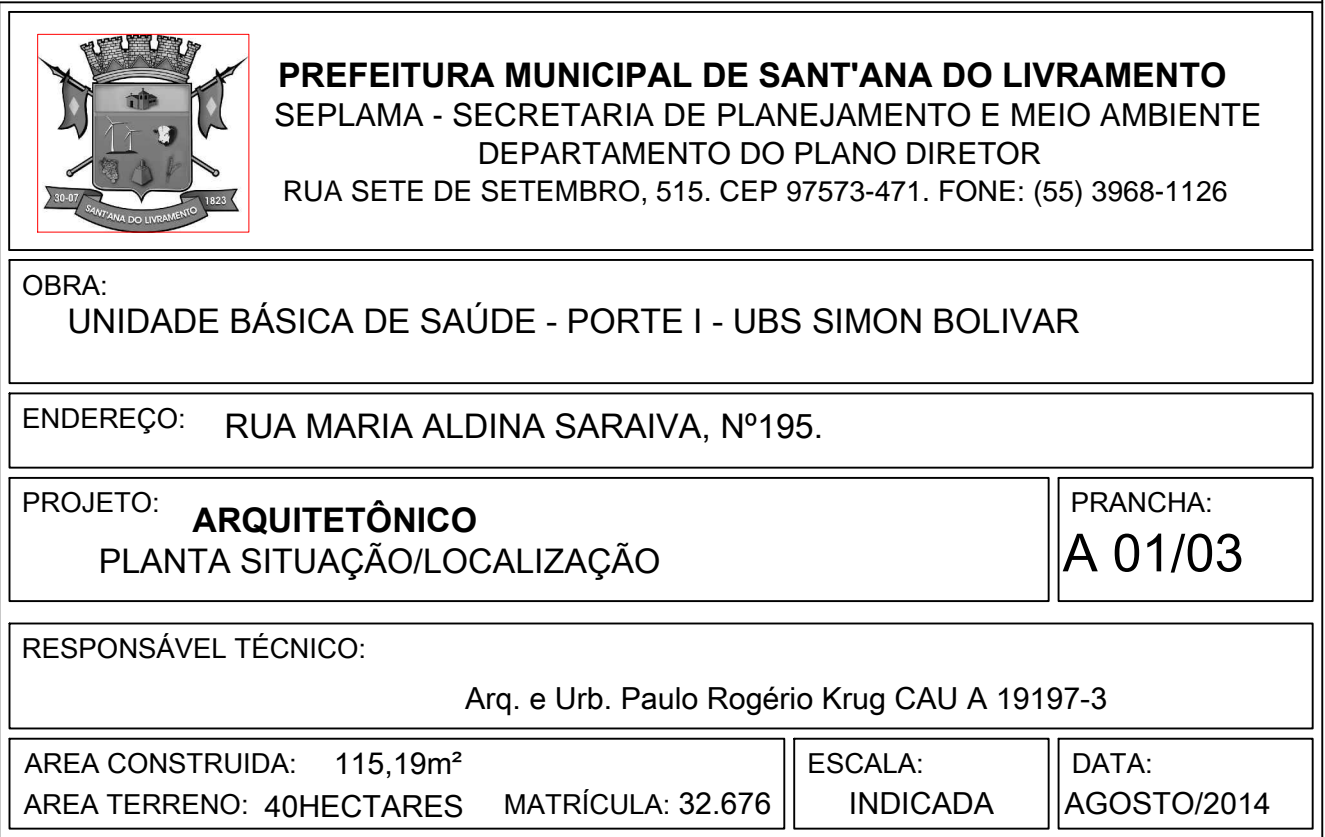 PREFEITURA MUNICIPAL DE SANT'ANA DO LIVRAMENTO
SEPLAMA - SECRETARIA DE PLANEJAMENTO E MEIO AMBIENTE
DEPARTAMENTO DO PLANO DIRETOR
RUA SETE DE SETEMBRO, 515. CEP 97573-471. FONE: (55) 3968-1126
30-07
SANT'ANA DO LIVRAMENTO
1823
OBRA:
UNIDADE BÁSICA DE SAÚDE - PORTE I - UBS SIMON BOLIVAR
ENDEREÇO: RUA MARIA ALDINA SARAIVA, Nº195.
PROJETO: ARQUITETÔNICO
PLANTA SITUAÇÃO/LOCALIZAÇÃO
PRANCHA:
A 01/03
RESPONSÁVEL TÉCNICO:
Arq. e Urb. Paulo Rogério Krug CAU A 19197-3
AREA CONSTRUIDA: 115,19m²
AREA TERRENO: 40HECTARES MATRÍCULA: 32.676
ESCALA:
INDICADA
DATA:
AGOSTO/2014